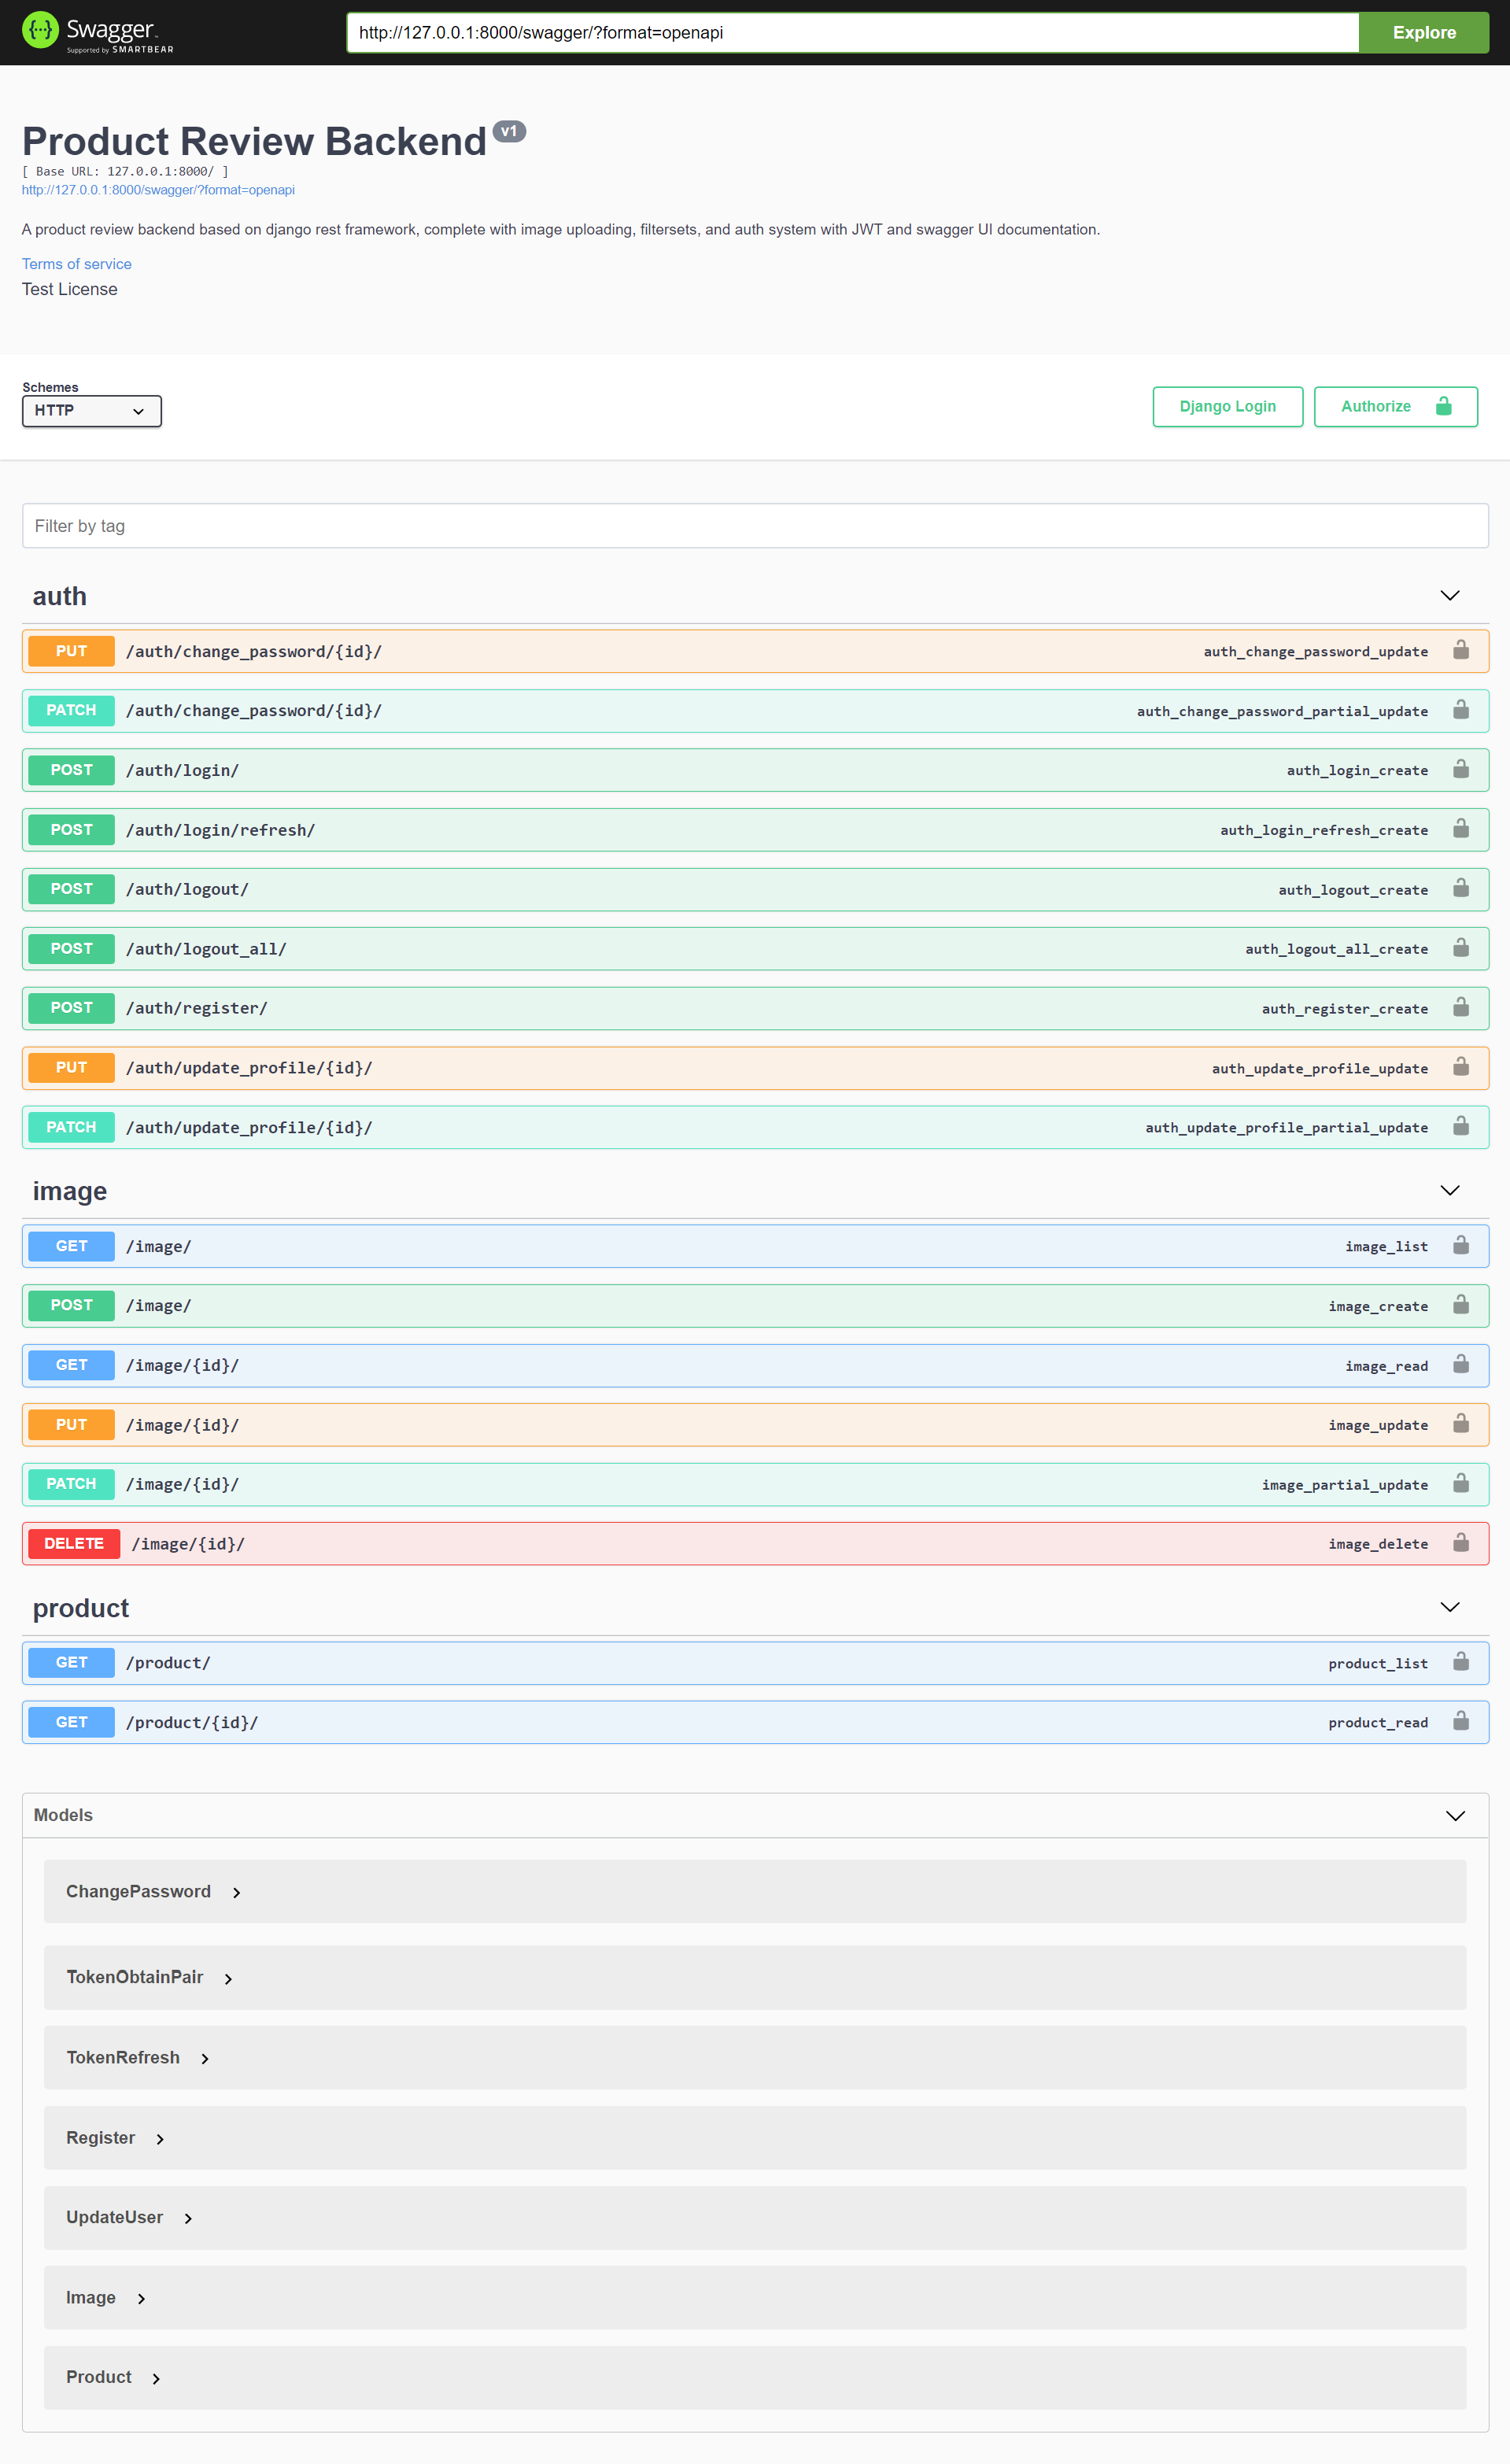 Swagger
Supported by SMARTBEAR
http://127.0.0.1:8000/swagger/?format=openapi
Explore
Product Review Backend v1
[ Base URL: 127.0.0.1:8000/ ]
http://127.0.0.1:8000/swagger/?format=openapi
A product review backend based on django rest framework, complete with image uploading, filtersets, and auth system with JWT and swagger UI documentation.
Terms of service
Test License
Schemes
HTTP
Django Login
Authorize
Filter by tag
auth
PUT /auth/change_password/{id}/ auth_change_password_update
PATCH /auth/change_password/{id}/ auth_change_password_partial_update
POST /auth/login/ auth_login_create
POST /auth/login/refresh/ auth_login_refresh_create
POST /auth/logout/ auth_logout_create
POST /auth/logout_all/ auth_logout_all_create
POST /auth/register/ auth_register_create
PUT /auth/update_profile/{id}/ auth_update_profile_update
PATCH /auth/update_profile/{id}/ auth_update_profile_partial_update
image
GET /image/ image_list
POST /image/ image_create
GET /image/{id}/ image_read
PUT /image/{id}/ image_update
PATCH /image/{id}/ image_partial_update
DELETE /image/{id}/ image_delete
product
GET /product/ product_list
GET /product/{id}/ product_read
Models
ChangePassword
TokenObtainPair
TokenRefresh
Register
UpdateUser
Image
Product